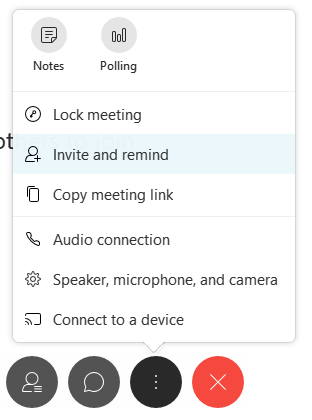 Notes
Polling
Lock meeting
Invite and remind
Copy meeting link
Audio connection
Speaker, microphone, and camera
Connect to a device